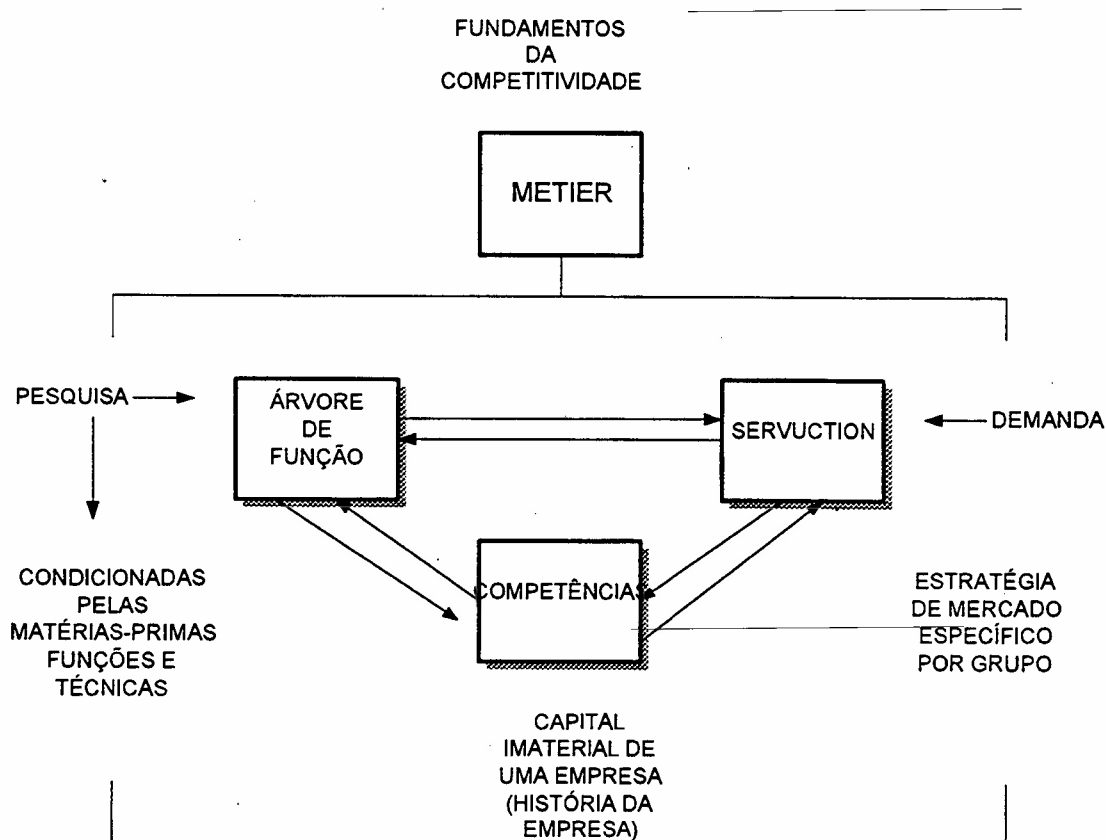 FUNDAMENTOS
DA
COMPETITIVIDADE
METIER
PESQUISA
ÁRVORE
DE
FUNÇÃO
SERVUCTION
DEMANDA
COMPETÊNCIAS
CONDICIONADAS
PELAS
MATÉRIAS-PRIMAS
FUNÇÕES E
TÉCNICAS
ESTRATÉGIA
DE MERCADO
ESPECÍFICO
POR GRUPO
CAPITAL
IMATERIAL DE
UMA EMPRESA
(HISTÓRIA DA
EMPRESA)